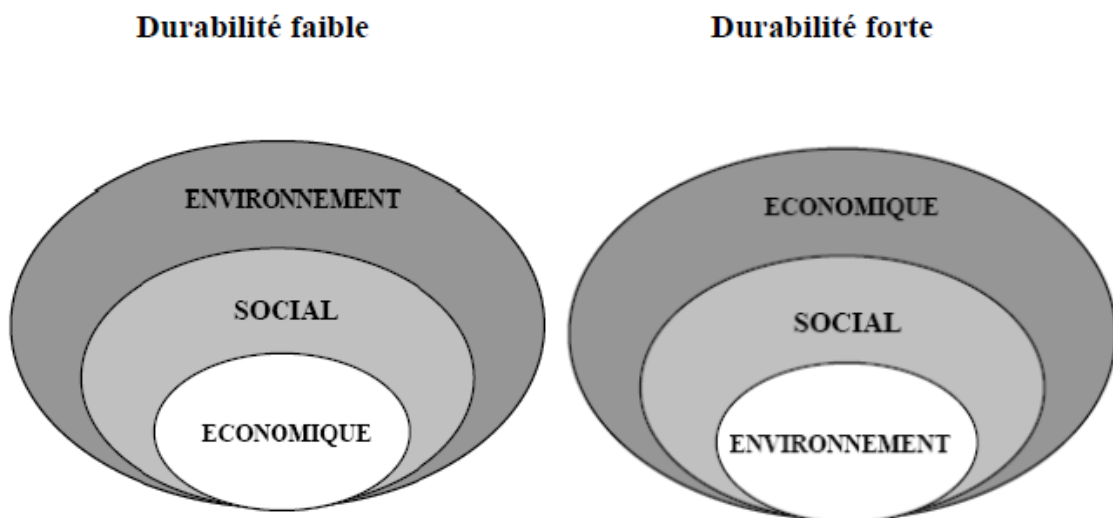 Durabilité faible
Durabilité forte
ENVIRONNEMENT
SOCIAL
ECONOMIQUE
ECONOMIQUE
SOCIAL
ENVIRONNEMENT